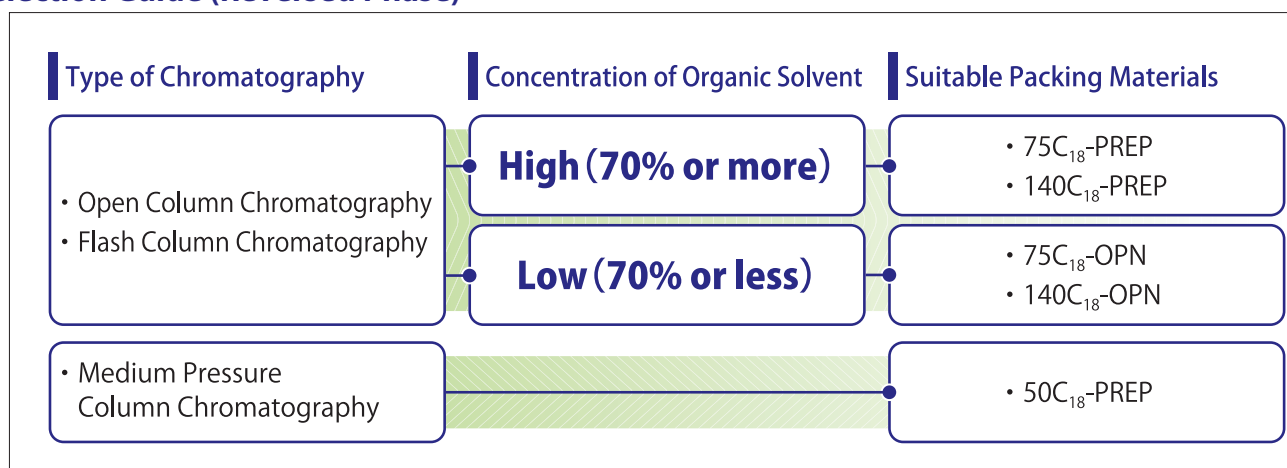 Type of Chromatography
Concentration of Organic Solvent
Suitable Packing Materials
・Open Column Chromatography
・Flash Column Chromatography
High (70% or more)
・75C₁₈-PREP
・140C₁₈-PREP
Low (70% or less)
・75C₁₈-OPN
・140C₁₈-OPN
・Medium Pressure
Column Chromatography
・50C₁₈-PREP